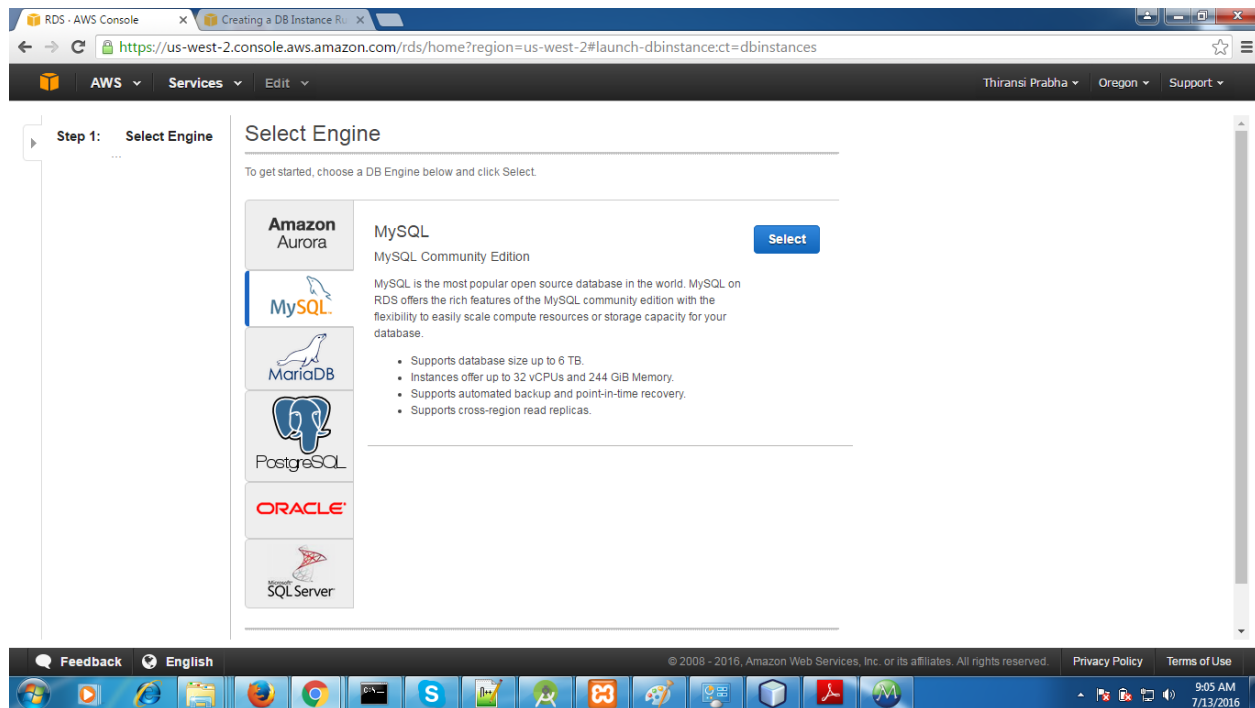 RDS · AWS Console
Creating a DB Instance Ru
https://us-west-2.console.aws.amazon.com/rds/home?region=us-west-2#launch-dbinstance:ct=dbinstances
AWS Services Edit
Thiransi Prabha Oregon Support
Step 1: Select Engine
...
Select Engine
To get started, choose a DB Engine below and click Select.
Amazon
Aurora
MySQL
MariaDB
PostgreSQL
ORACLE
Microsoft
SQL Server
MySQL
Select
MySQL Community Edition
MySQL is the most popular open source database in the world. MySQL on
RDS offers the rich features of the MySQL community edition with the
flexibility to easily scale compute resources or storage capacity for your
database.
• Supports database size up to 6 TB.
• Instances offer up to 32 vCPUs and 244 GiB Memory.
• Supports automated backup and point-in-time recovery.
• Supports cross-region read replicas.
Feedback English
© 2008 - 2016, Amazon Web Services, Inc. or its affiliates. All rights reserved. Privacy Policy Terms of Use
9:05 AM
7/13/2016